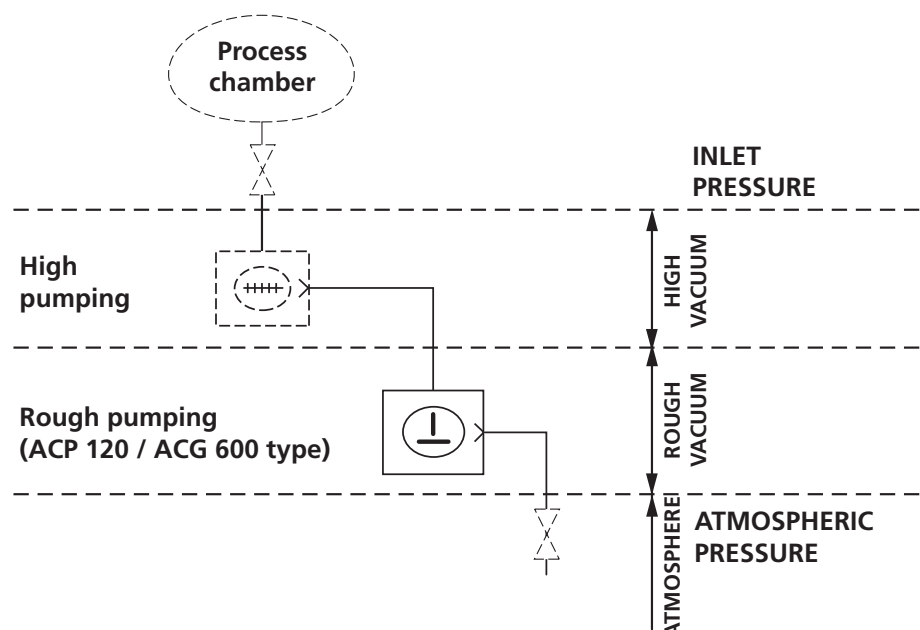 Process
chamber
INLET
PRESSURE
High
pumping
HIGH
VACUUM
Rough pumping
(ACP 120 / ACG 600 type)
ROUGH
VACUUM
ATMOSPHERE
ATMOSPHERIC
PRESSURE